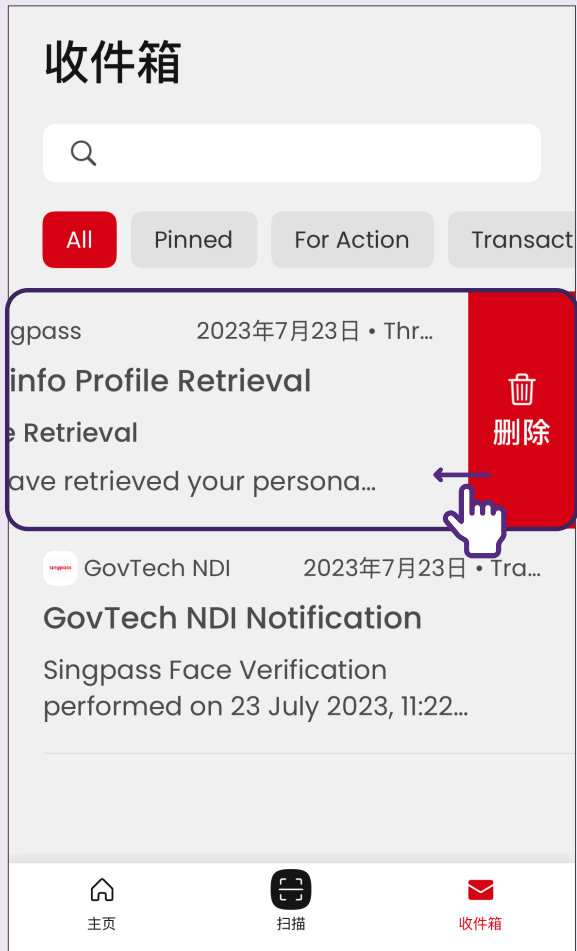 收件箱
All Pinned For Action Transact
gpass 2023年7月23日 • Thr...
info Profile Retrieval
e Retrieval
ave retrieved your persona...
删除
singpass GovTech NDI 2023年7月23日 • Tra...
GovTech NDI Notification
Singpass Face Verification
performed on 23 July 2023, 11:22...
主页 扫描 收件箱